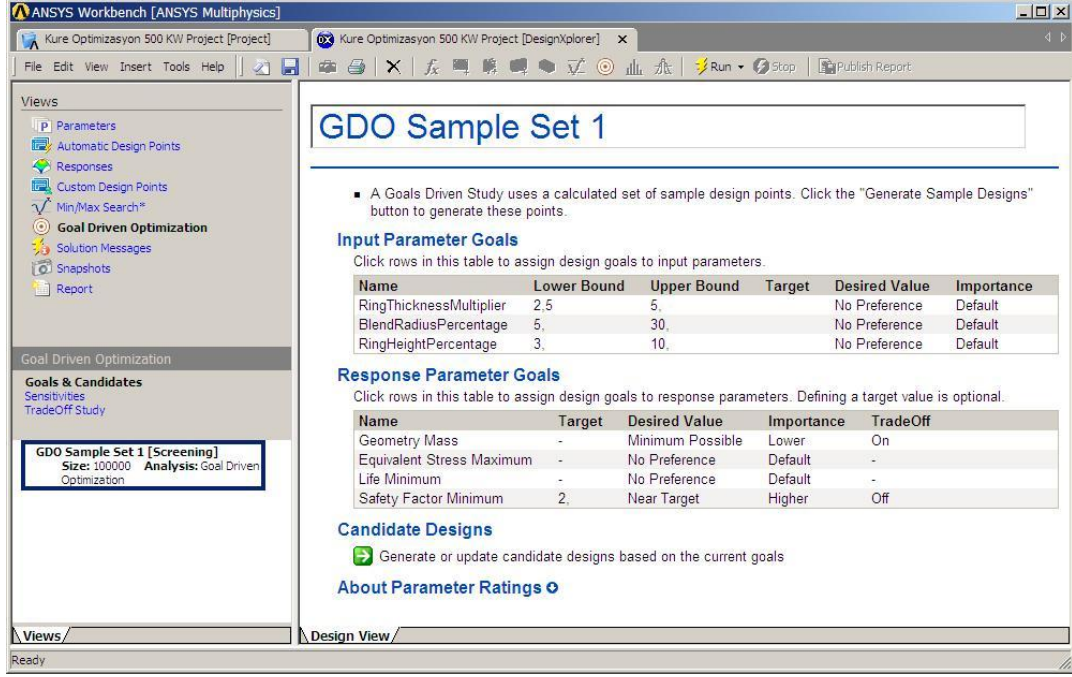 ANSYS Workbench [ANSYS Multiphysics]
Kure Optimizasyon 500 KW Project [Project]
DX Kure Optimizasyon 500 KW Project [DesignXplorer] ×
File Edit View Insert Tools Help
Run Stop Publish Report
Views
P Parameters
Automatic Design Points
Responses
Custom Design Points
Min/Max Search*
Goal Driven Optimization
Solution Messages
Snapshots
Report
Goal Driven Optimization
Goals & Candidates
Sensitivities
TradeOff Study
GDO Sample Set 1 [Screening]
Size: 100000 Analysis: Goal Driven
Optimization
Views
GDO Sample Set 1
▪ A Goals Driven Study uses a calculated set of sample design points. Click the "Generate Sample Designs"
button to generate these points.
Input Parameter Goals
Click rows in this table to assign design goals to input parameters.
Name Lower Bound Upper Bound Target Desired Value Importance
RingThicknessMultiplier 2,5 5, No Preference Default
BlendRadiusPercentage 5, 30, No Preference Default
RingHeightPercentage 3, 10, No Preference Default
Response Parameter Goals
Click rows in this table to assign design goals to response parameters. Defining a target value is optional.
Name Target Desired Value Importance TradeOff
Geometry Mass - Minimum Possible Lower On
Equivalent Stress Maximum - No Preference Default -
Life Minimum - No Preference Default -
Safety Factor Minimum 2, Near Target Higher Off
Candidate Designs
Generate or update candidate designs based on the current goals
About Parameter Ratings
Design View
Ready